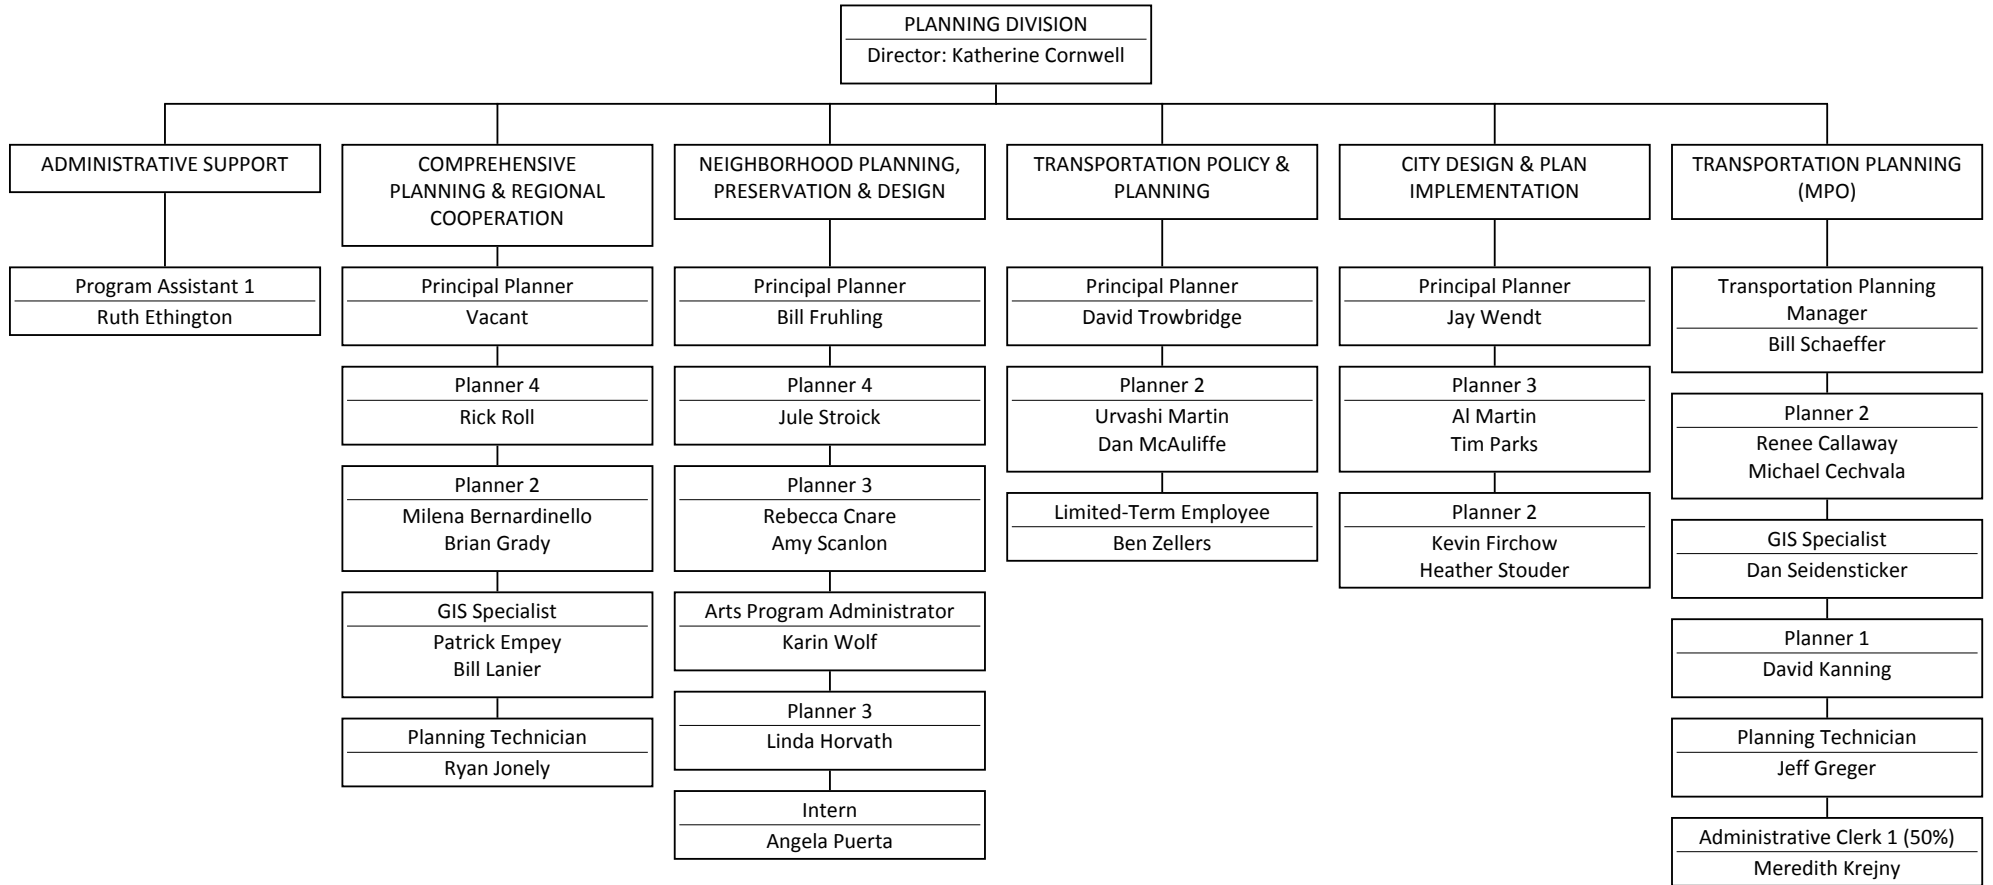 PLANNING DIVISION
Director: Katherine Cornwell
ADMINISTRATIVE SUPPORT
Program Assistant 1
Ruth Ethington
COMPREHENSIVE
PLANNING & REGIONAL
COOPERATION
Principal Planner
Vacant
Planner 4
Rick Roll
Planner 2
Milena Bernardinello
Brian Grady
GIS Specialist
Patrick Empey
Bill Lanier
Planning Technician
Ryan Jonely
NEIGHBORHOOD PLANNING,
PRESERVATION & DESIGN
Principal Planner
Bill Fruhling
Planner 4
Jule Stroick
Planner 3
Rebecca Cnare
Amy Scanlon
Arts Program Administrator
Karin Wolf
Planner 3
Linda Horvath
Intern
Angela Puerta
TRANSPORTATION POLICY &
PLANNING
Principal Planner
David Trowbridge
Planner 2
Urvashi Martin
Dan McAuliffe
Limited-Term Employee
Ben Zellers
CITY DESIGN & PLAN
IMPLEMENTATION
Principal Planner
Jay Wendt
Planner 3
Al Martin
Tim Parks
Planner 2
Kevin Firchow
Heather Stouder
TRANSPORTATION PLANNING
(MPO)
Transportation Planning
Manager
Bill Schaeffer
Planner 2
Renee Callaway
Michael Cechvala
GIS Specialist
Dan Seidensticker
Planner 1
David Kanning
Planning Technician
Jeff Greger
Administrative Clerk 1 (50%)
Meredith Krejny